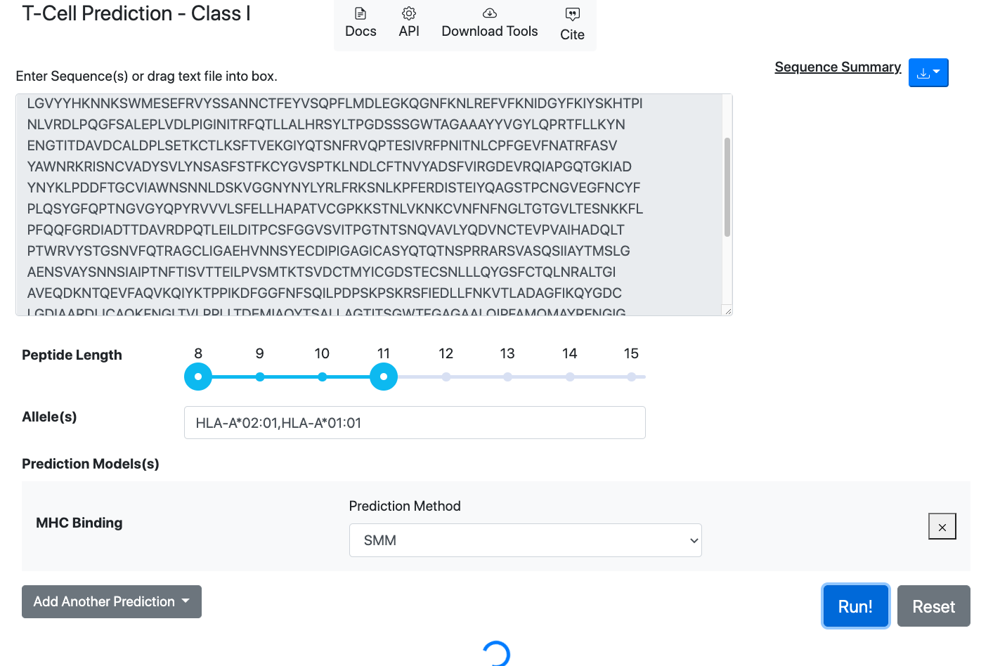 T-Cell Prediction - Class I
Docs
API
Download Tools
Cite
Enter Sequence(s) or drag text file into box.
Sequence Summary
LGVYYHKNNKSWMESEFRVYSSANNCTFEYVSQPFLMDLEGKQGNFKNLREFVFKNIDGYFKIYSKHTPI
NLVRDLPQGFSALEPLVDLPIGINITRFQTLLALHRSYLTPGDSSSGWTAGAAAYYVGYLQPRTFLLKYN
ENGTITDAVDCALDPLSETKCTLKSFTVEKGIYQTSNFRVQPTESIVRFPNITNLCPFGEVFNATRFASV
YAWNRKRISNCVADYSVLYNSASFSTFKCYGVSPTKLNDLCFTNVYADSFVIRGDEVRQIAPGQTGKIAD
YNYKLPDDFTGCVIAWNSNNLDSKVGGNYNYLYRLFRKSNLKPFERDISTEIYQAGSTPCNGVEGFNCYF
PLQSYGFQPTNGVGYQPYRVVVLSFELLHAPATVCGPKKSTNLVKNKCVNFNFNGLTGTGVLTESNKKFL
PFQQFGRDIADTTDAVRDPQTLEILDITPCSFGGVSVITPGTNTSNQVAVLYQDVNCTEVPVAIHADQLT
PTWRVYSTGSNVFQTRAGCLIGAEHVNNSYECDIPIGAGICASYQTQTNSPRRARSVASQSIIAYTMSLG
AENSVAYSNNSIAIPTNFTISVTTEILPVSMTKTSVDCTMYICGDSTECSNLLLQYGSFCTQLNRALTGI
AVEQDKNTQEVFAQVKQIYKTPPIKDFGGFNFSQILPDPSKPSKRSFIEDLLFNKVTLADAGFIKQYGDC
LGDIAARDLICAQKFNGLTVLPPLLTDEMIAQYTSALLAGTITSGWTFGAGAALQIPFAMQMAYRFNGIG
Peptide Length
8 9 10 11 12 13 14 15
Allele(s)
HLA-A*02:01,HLA-A*01:01
Prediction Models(s)
MHC Binding
Prediction Method
SMM
Add Another Prediction
Run!
Reset